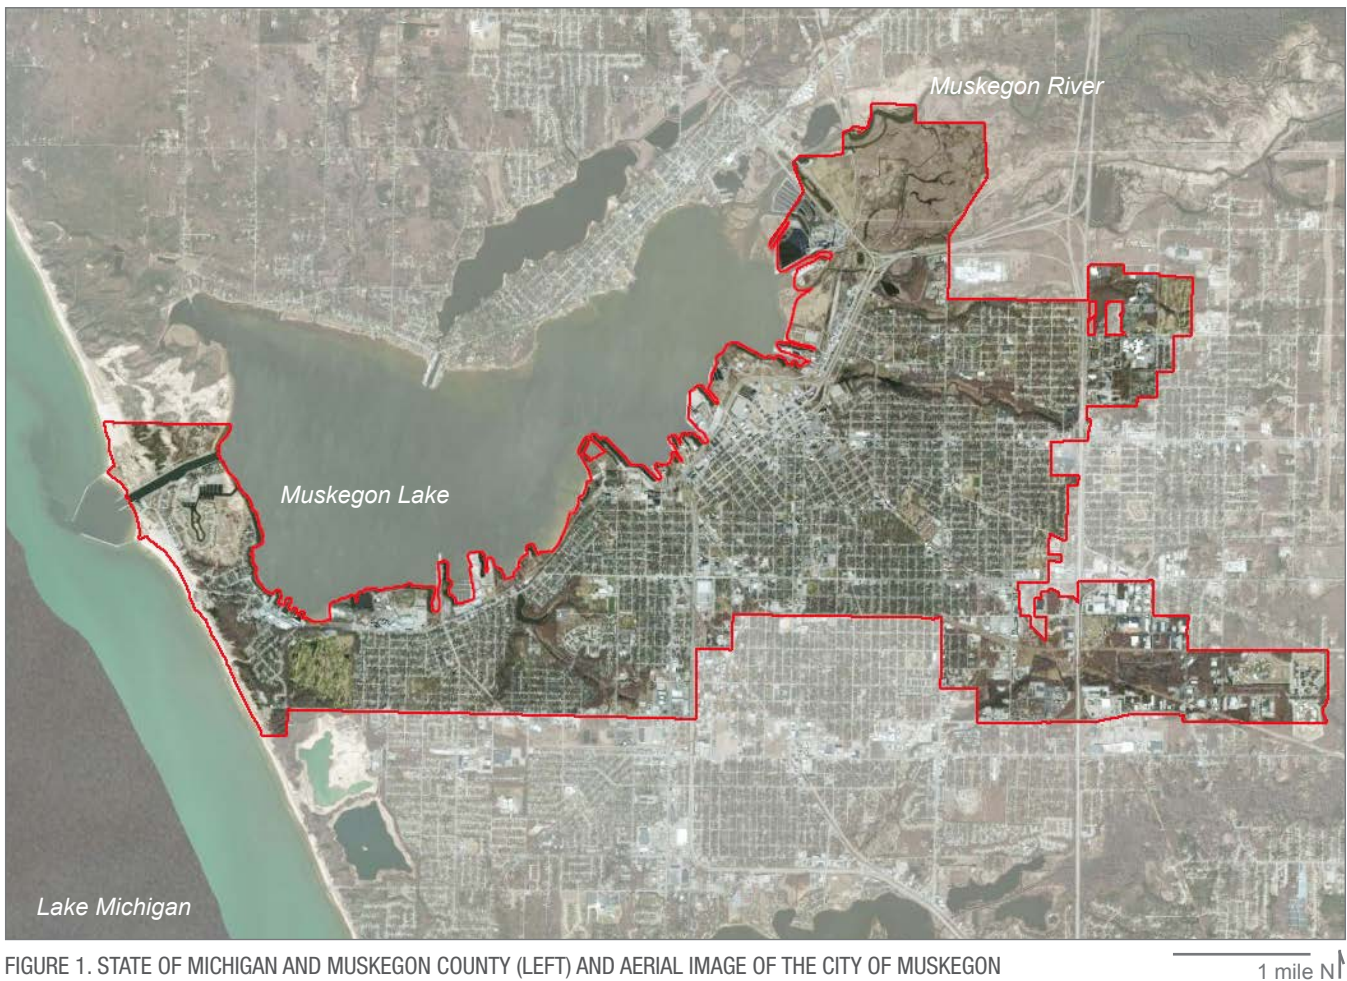 Muskegon River
Muskegon Lake
Lake Michigan
FIGURE 1. STATE OF MICHIGAN AND MUSKEGON COUNTY (LEFT) AND AERIAL IMAGE OF THE CITY OF MUSKEGON
1 mile N